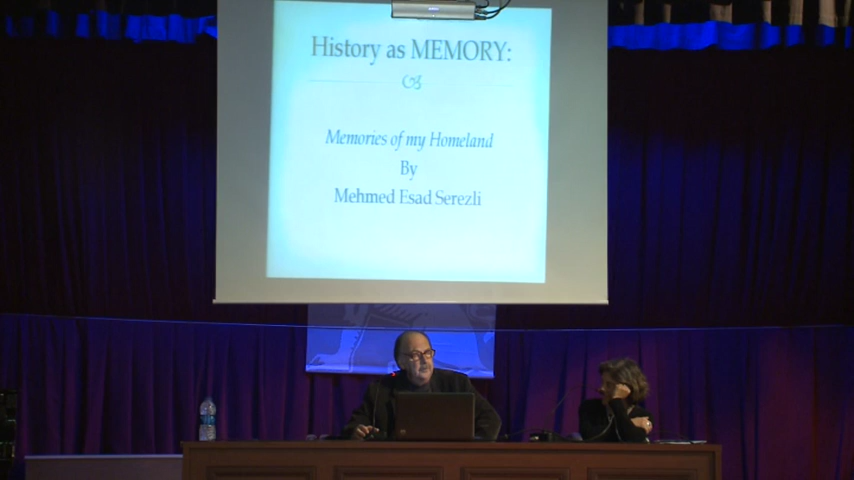 History as MEMORY:
Memories of my Homeland
By
Mehmed Esad Serezli